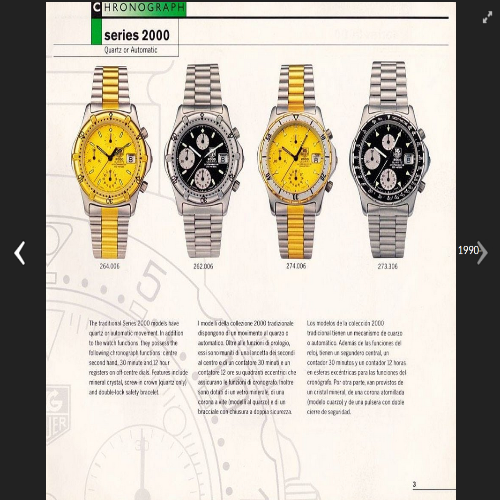 CHRONOGRAPH
series 2000
Quartz or Automatic
264.006
262.006
274.006
273.306
1990
The traditional Series 2000 models have
quartz or automatic movement. In addition
to the watch functions they possess the
following chronograph functions: centre
second hand, 30 minute and 12 hour
registers on off-centre dials. Features include
mineral crystal, screw-in crown (quartz only)
and double-lock safety bracelet.
I modelli della collezione 2000 tradizionale
dispongono di un movimento al quarzo o
automatico. Oltre alle funzioni di orologio,
essi sono muniti di una lancetta dei secondi
al centro e di un contatore 30 minuti e un
contatore 12 ore su quadranti eccentrici che
assicurano le funzioni di cronografo. Inoltre
sono dotati di un vetro minerale, di una
corona a vite (modelli al quarzo) e di un
bracciale con chiusura a doppia sicurezza.
Los modelos de la colección 2000
tradicional tienen un mecanismo de cuarzo
o automático. Además de las funciones del
reloj, tienen un segundero central, un
contador 30 minutos y un contador 12 horas
en esferas excéntricas para las funciones del
cronógrafo. Por otra parte, van provistos de
un cristal mineral, de una corona atornillada
(modelo cuarzo) y de una pulsera con doble
cierre de seguridad.
3